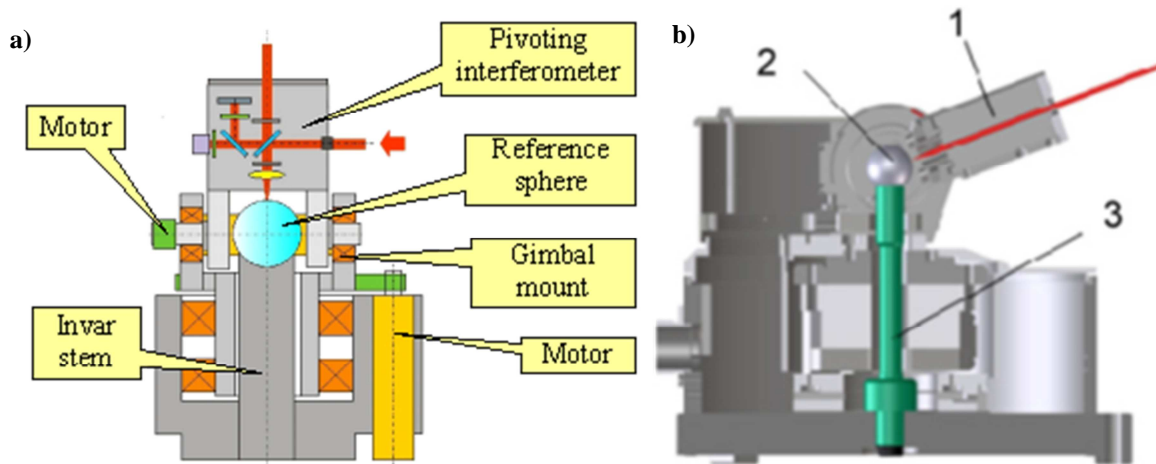 a)
Pivoting
interferometer
Motor
Reference
sphere
Gimbal
mount
Invar
stem
Motor
b)
1
2
3